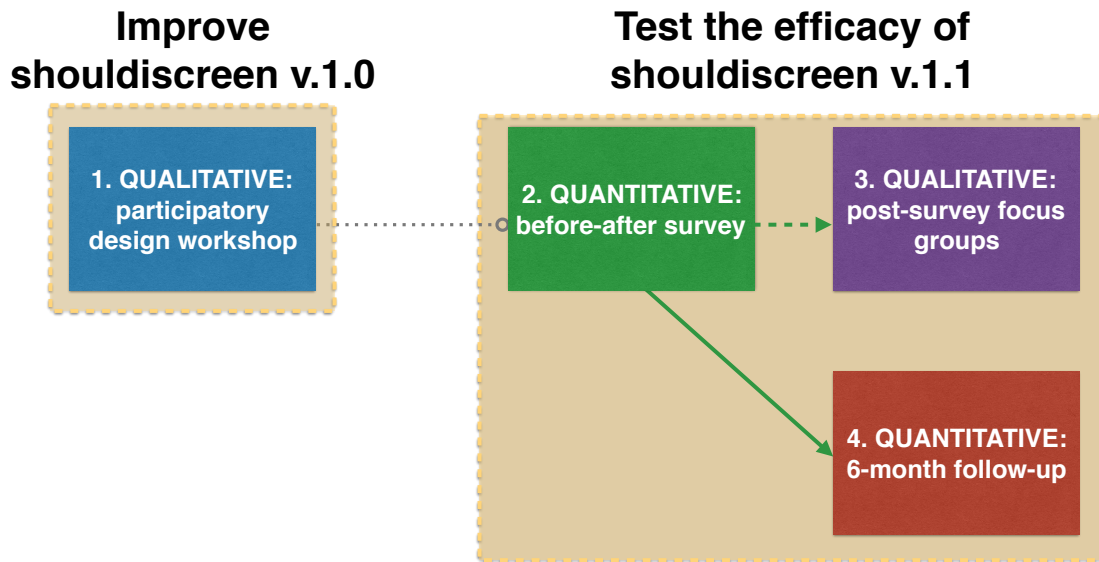 Improve
shouldiscreen v.1.0
Test the efficacy of
shouldiscreen v.1.1
1. QUALITATIVE:
participatory
design workshop
2. QUANTITATIVE:
before-after survey
3. QUALITATIVE:
post-survey focus
groups
4. QUANTITATIVE:
6-month follow-up